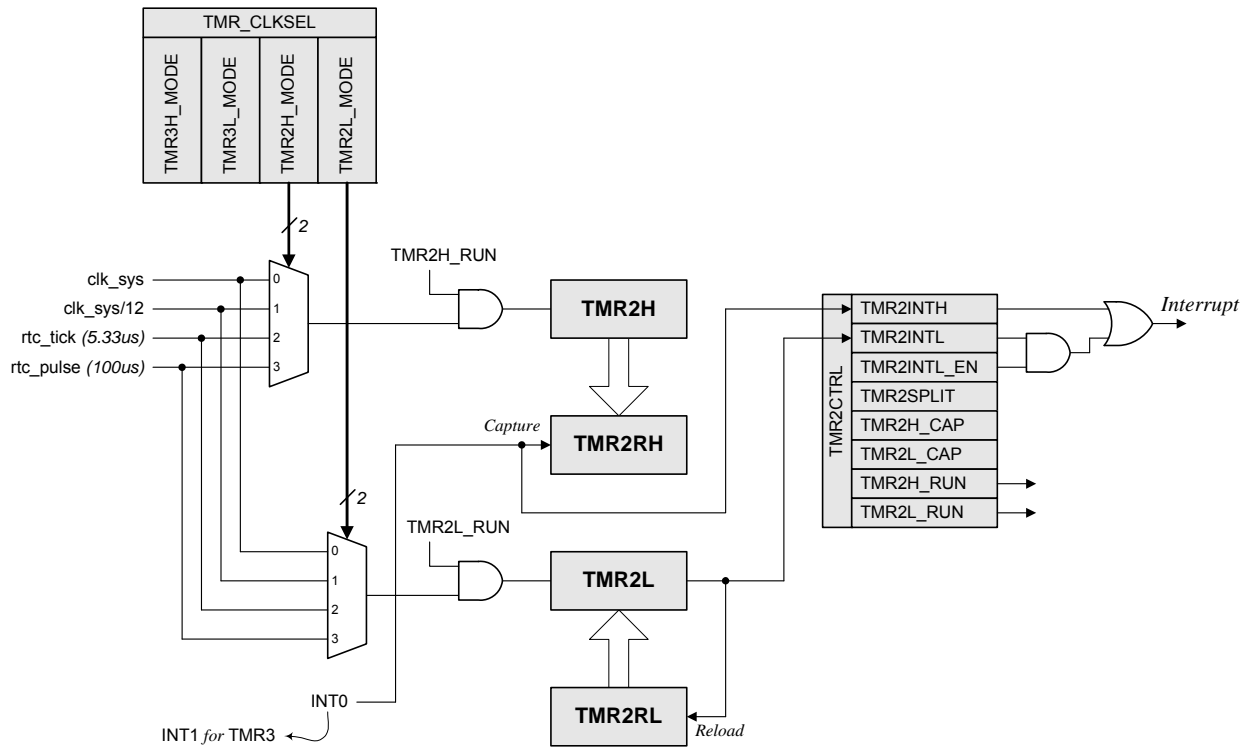 TMR_CLKSEL
TMR3H_MODE
TMR3L_MODE
TMR2H_MODE
TMR2L_MODE
2
clk_sys
clk_sys/12
rtc_tick (5.33us)
rtc_pulse (100us)
0
1
2
3
TMR2H_RUN
TMR2H
Capture
TMR2RH
2
0
1
2
3
TMR2L_RUN
TMR2L
TMR2RL
Reload
INT0
INT1 for TMR3
TMR2CTRL
TMR2INTH
TMR2INTL
TMR2INTL_EN
TMR2SPLIT
TMR2H_CAP
TMR2L_CAP
TMR2H_RUN
TMR2L_RUN
Interrupt